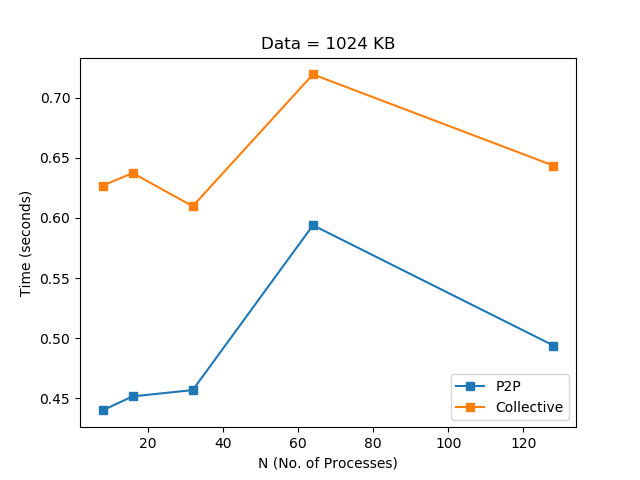 Data = 1024 KB
Time (seconds)
0.70
0.65
0.60
0.55
0.50
0.45
P2P
Collective
20
40
60
80
100
120
N (No. of Processes)